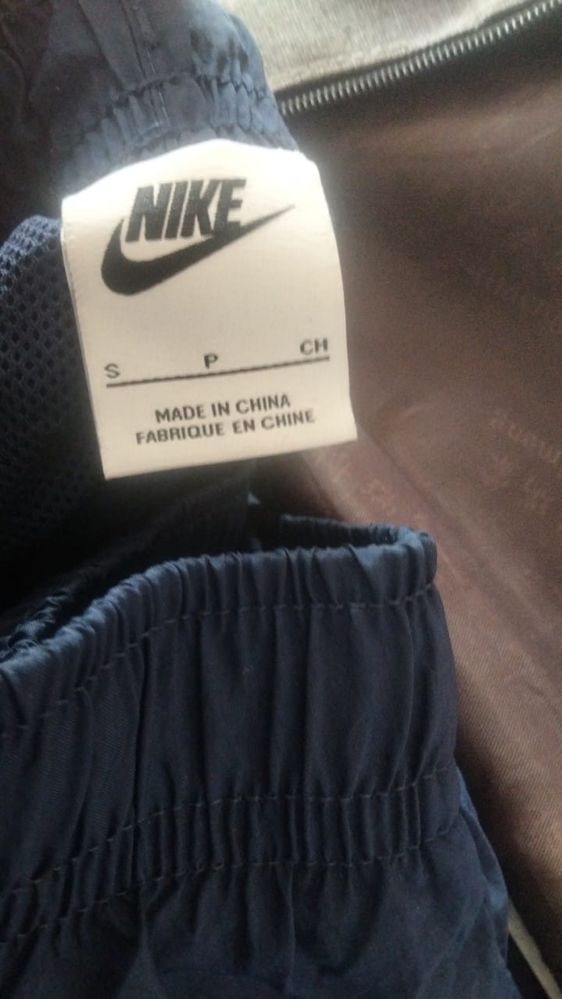 NIKE
S P CH
MADE IN CHINA
FABRIQUE EN CHINE